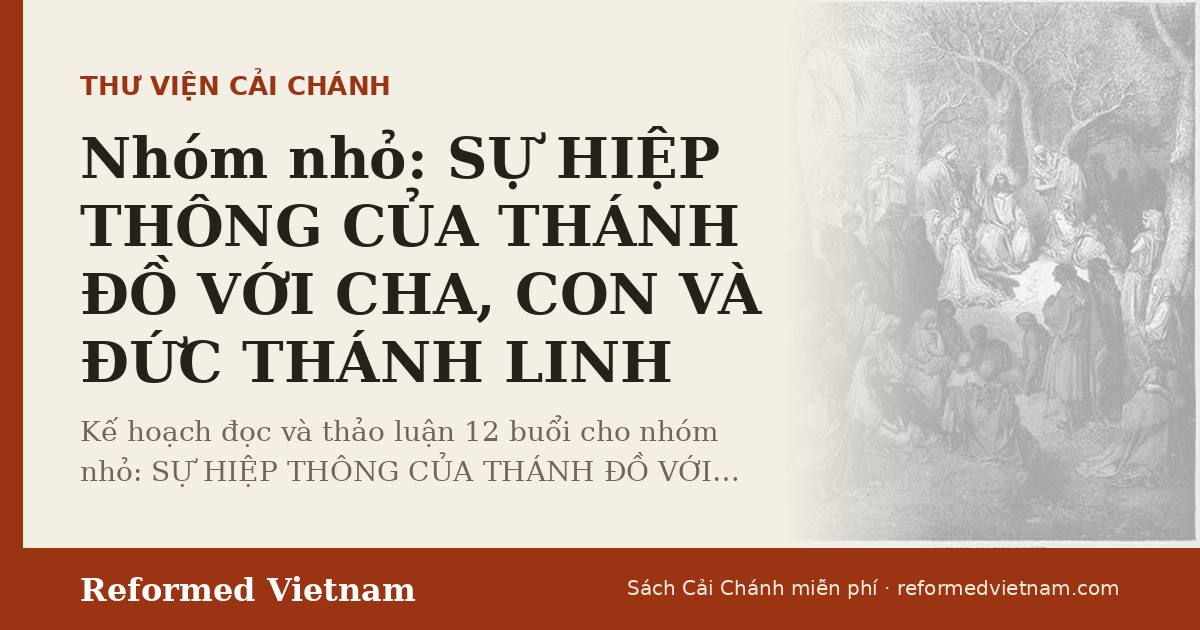 THƯ VIỆN CẢI CHÁNH
Nhóm nhỏ: SỰ HIỆP
THÔNG CỦA THÁNH
ĐỒ VỚI CHA, CON VÀ
ĐỨC THÁNH LINH
Kế hoạch đọc và thảo luận 12 buổi cho nhóm
nhỏ: SỰ HIỆP THÔNG CỦA THÁNH ĐỒ VỚI...
Reformed Vietnam
Sách Cải Chánh miễn phí · reformedvietnam.com